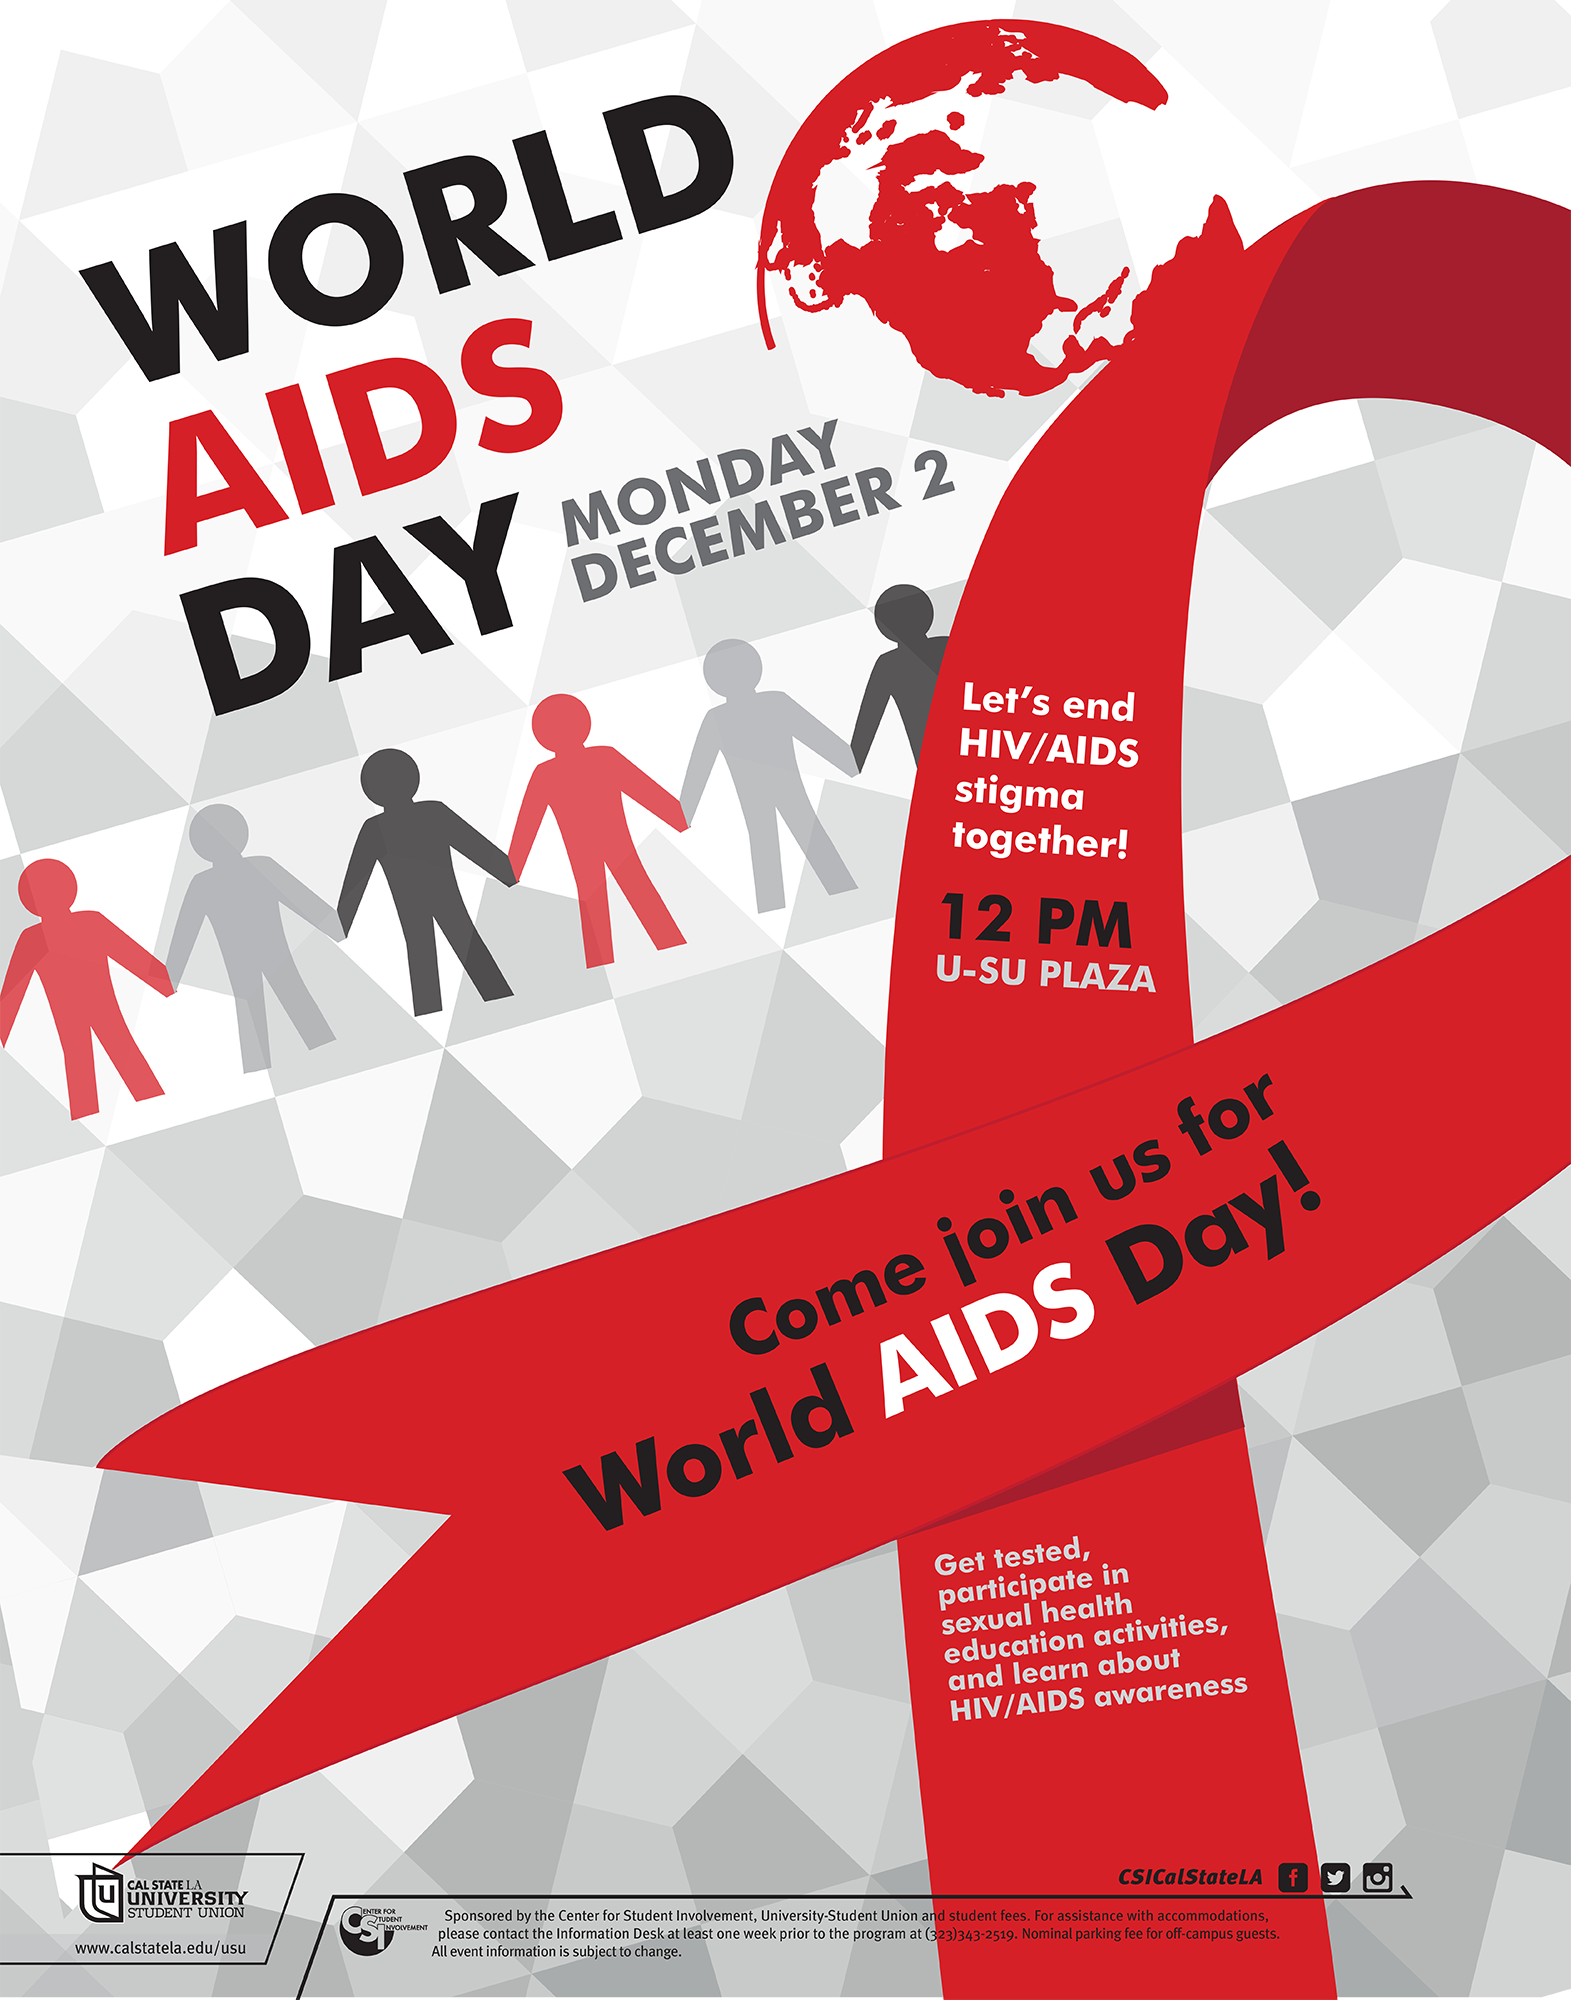 WORLD
AIDS
DAY
MONDAY
DECEMBER 2
Let's end
HIV/AIDS
stigma
together!
12 PM
U-SU PLAZA
Come join us for
World AIDS Day!
Get tested,
participate in
sexual health
education activities,
and learn about
HIV/AIDS awareness
CSICalStateLA
U
CAL STATE LA
UNIVERSITY
STUDENT UNION
www.calstatela.edu/usu
CENTER FOR
STUDENT
INVOLVEMENT
Sponsored by the Center for Student Involvement, University-Student Union and student fees. For assistance with accommodations,
please contact the Information Desk at least one week prior to the program at (323)343-2519. Nominal parking fee for off-campus guests.
All event information is subject to change.